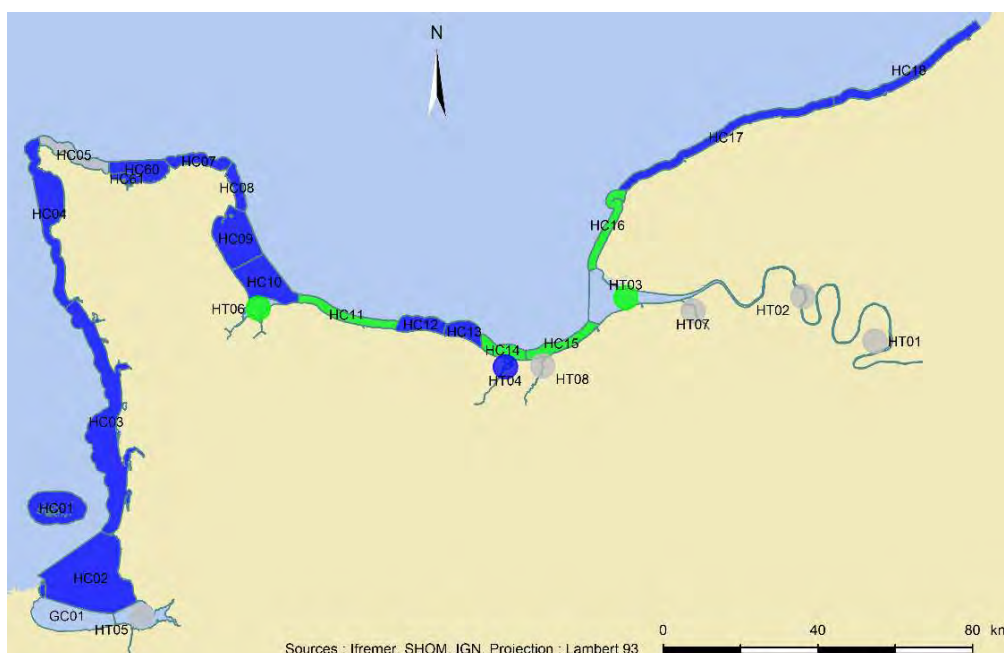 N
HC18
HC17
HC05
HC60
HC61
HC07
HC08
HC04
HC09
HC16
HC10
HT03
HT06
HC11
HT07
HT02
HT01
HC12
HC13
HC14
HC15
HT04
HT08
HC03
HC01
HC02
GC01
HT05
Sources : Ifremer, SHOM, IGN Projection : Lambert 93
0 40 80 km